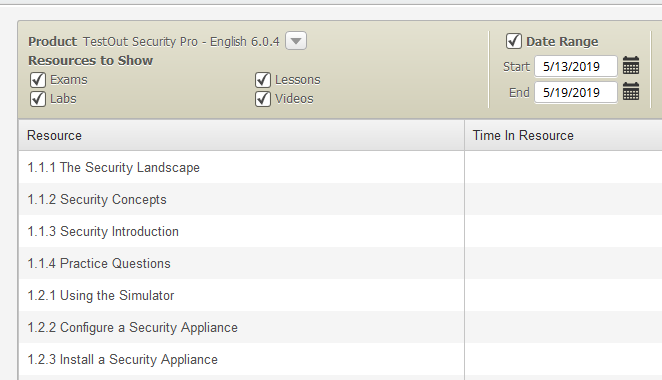 Product TestOut Security Pro - English 6.0.4
Resources to Show
Exams Lessons
Labs Videos
Date Range
Start 5/13/2019
End 5/19/2019
Resource Time In Resource
1.1.1 The Security Landscape
1.1.2 Security Concepts
1.1.3 Security Introduction
1.1.4 Practice Questions
1.2.1 Using the Simulator
1.2.2 Configure a Security Appliance
1.2.3 Install a Security Appliance